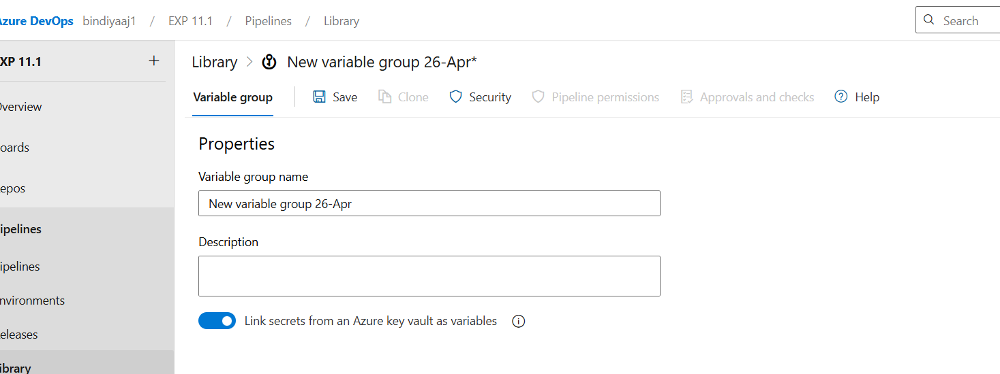 Azure DevOps bindiyaaj1 / EXP 11.1 / Pipelines / Library
Search
XP 11.1 +
Library > New variable group 26-Apr*
Variable group Save Clone Security Pipeline permissions Approvals and checks Help
verview
oards
epos
ipelines
ipelines
nvironments
eleases
ibrary
Properties
Variable group name
New variable group 26-Apr
Description
Link secrets from an Azure key vault as variables